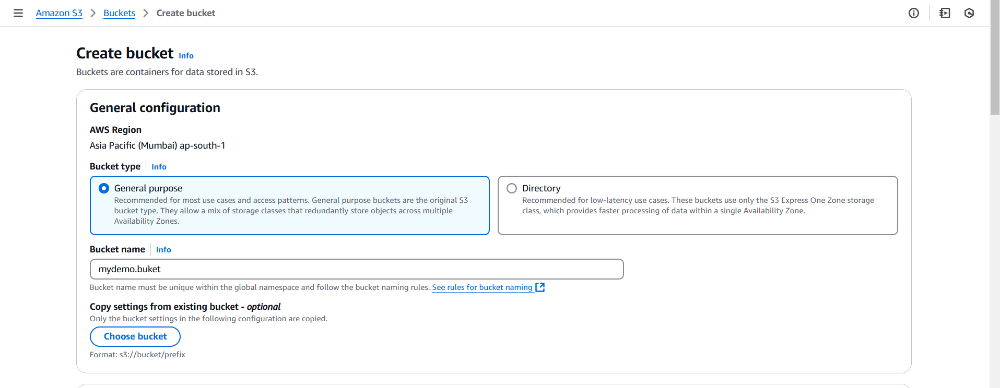 Amazon S3 > Buckets > Create bucket
Create bucket Info
Buckets are containers for data stored in S3.
General configuration
AWS Region
Asia Pacific (Mumbai) ap-south-1
Bucket type Info
General purpose
Recommended for most use cases and access patterns. General purpose buckets are the original S3
bucket type. They allow a mix of storage classes that redundantly store objects across multiple
Availability Zones.
Directory
Recommended for low-latency use cases. These buckets use only the S3 Express One Zone storage
class, which provides faster processing of data within a single Availability Zone.
Bucket name Info
mydemo.buket
Bucket name must be unique within the global namespace and follow the bucket naming rules. See rules for bucket naming
Copy settings from existing bucket - optional
Only the bucket settings in the following configuration are copied.
Choose bucket
Format: s3://bucket/prefix